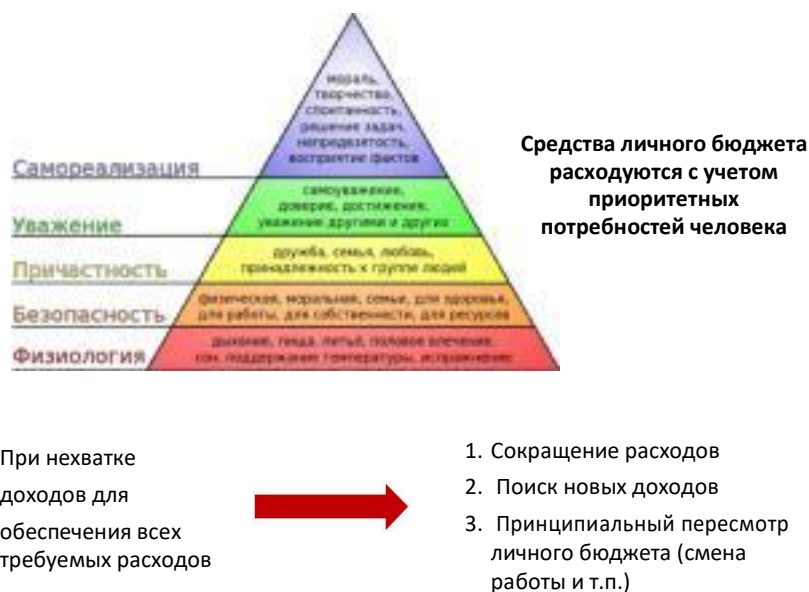 мораль,
творчество,
спонтанность,
решение задач,
непредвзятость,
восприятие фактов
Самореализация
самоуважение,
доверие, достижения,
уважение другими и других
Уважение
дружба, семья, любовь,
принадлежность к группе людей
Причастность
физическая, моральная, семьи, для здоровья,
для работы, для собственности, для ресурсов
Безопасность
дыхание, пища, питьё, половое влечение,
сон, поддержание температуры, испражнение
Физиология
Средства личного бюджета
расходуются с учетом
приоритетных
потребностей человека
При нехватке
доходов для
обеспечения всех
требуемых расходов
1. Сокращение расходов
2. Поиск новых доходов
3. Принципиальный пересмотр
личного бюджета (смена
работы и т.п.)